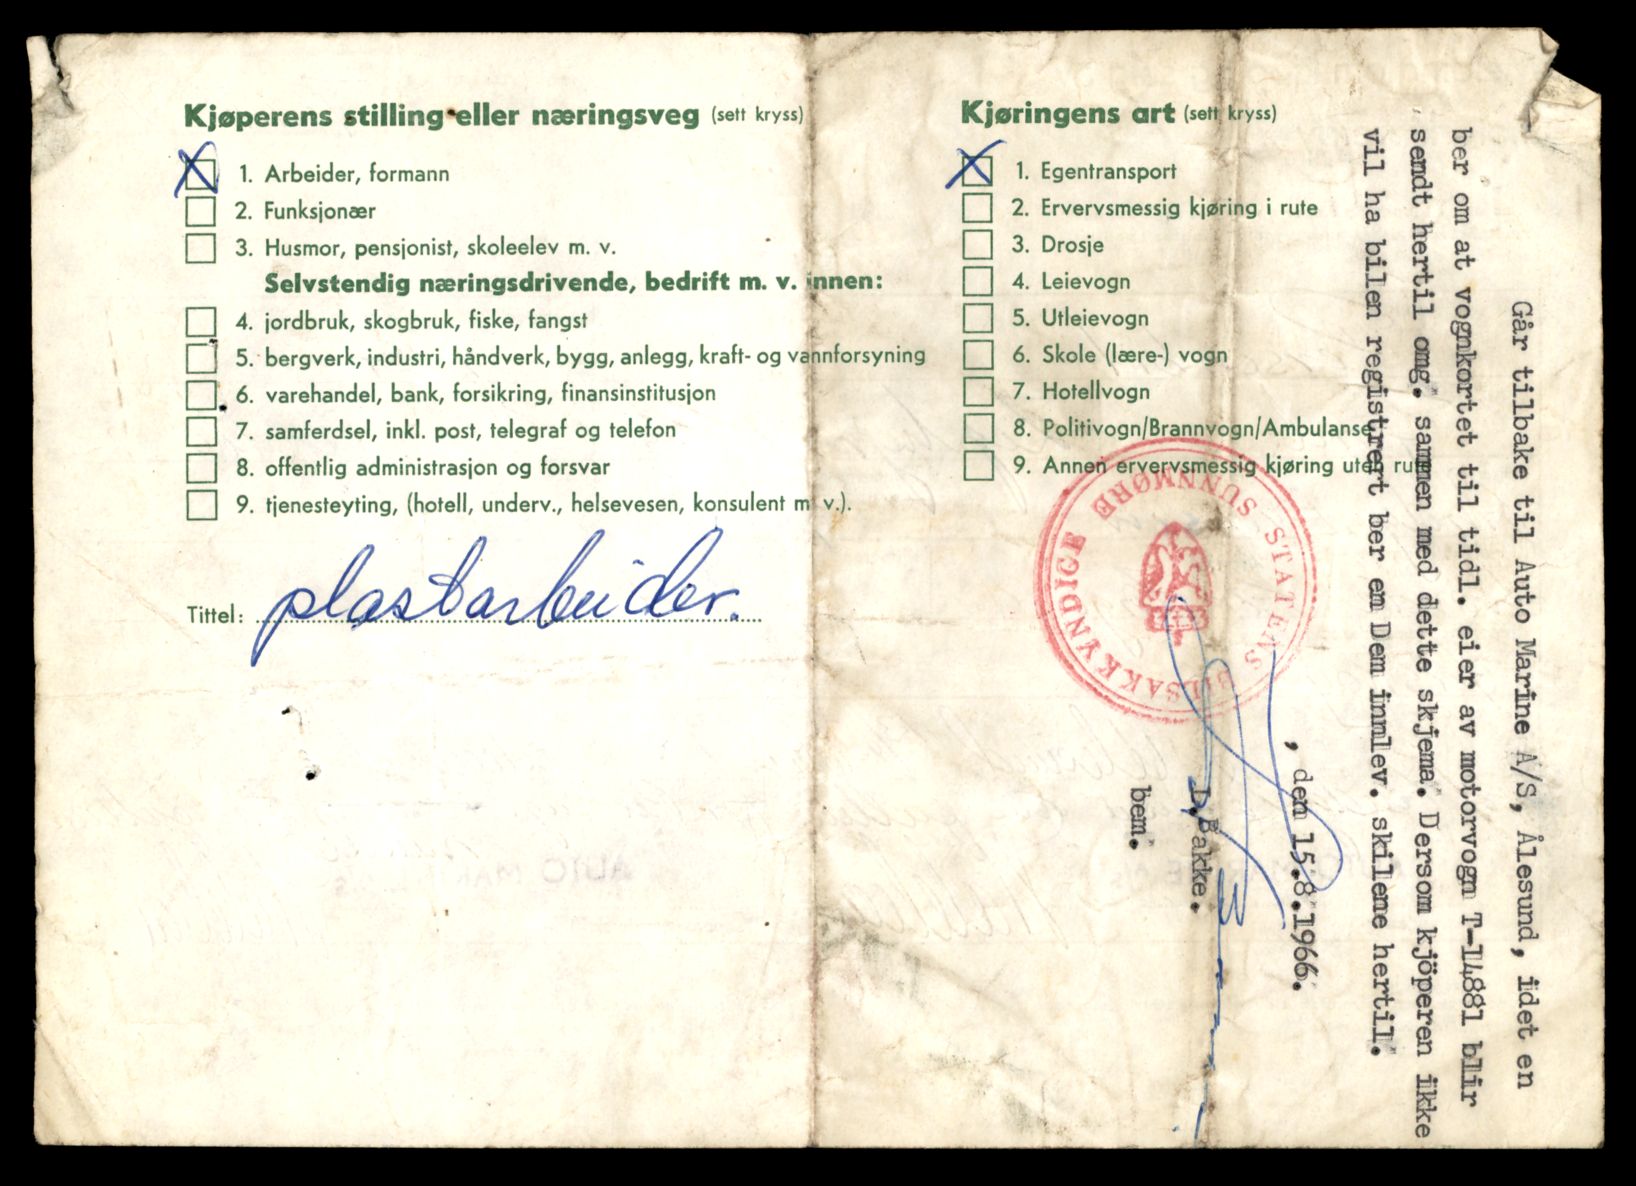 Kjøperens stilling eller næringsveg (sett kryss)
X 1. Arbeider, formann
2. Funksjonær
3. Husmor, pensjonist, skoleelev m. v.
Selvstendig næringsdrivende, bedrift m. v. innen:
4. jordbruk, skogbruk, fiske, fangst
5. bergverk, industri, håndverk, bygg, anlegg, kraft- og vannforsyning
6. varehandel, bank, forsikring, finansinstitusjon
7. samferdsel, inkl. post, telegraf og telefon
8. offentlig administrasjon og forsvar
9. tjenesteyting, (hotell, underv., helsevesen, konsulent m. v.).
Tittel: plastarbeider.
Kjøringens art (sett kryss)
X 1. Egentransport
2. Ervervsmessig kjøring i rute
3. Drosje
4. Leievogn
5. Utleievogn
6. Skole (lære-) vogn
7. Hotellvogn
8. Politivogn/Brannvogn/Ambulanse
9. Annen ervervsmessig kjøring uten rute
STATENS BILSAKKYNDIGE SUNNMØRE
Går tilbake til Auto Marine A/S, Ålesund, idet en
ber om at vognkortet til tidl. eier av motorvogn T-14881 blir
sendt hertil omg. sammen med dette skjema. Dersom kjöperen ikke
vil ha bilen registrert ber em Dem innlev. skilene hertil.
, den 15.8.1966.
L. Bakke.
bem.